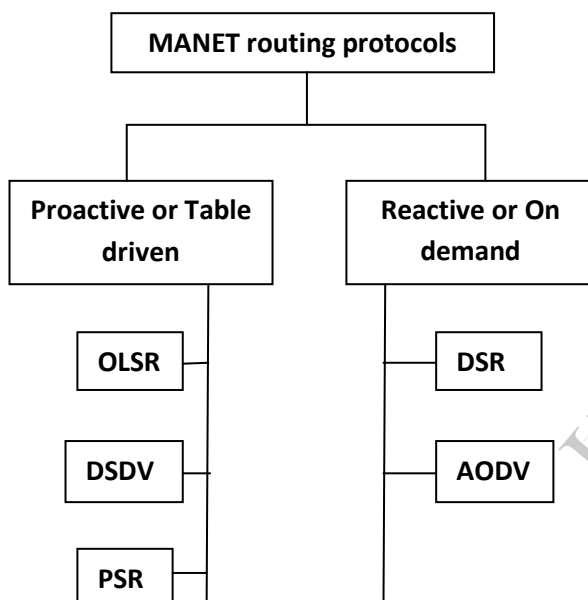 MANET routing protocols
Proactive or Table
driven
Reactive or On
demand
OLSR
DSR
DSDV
AODV
PSR